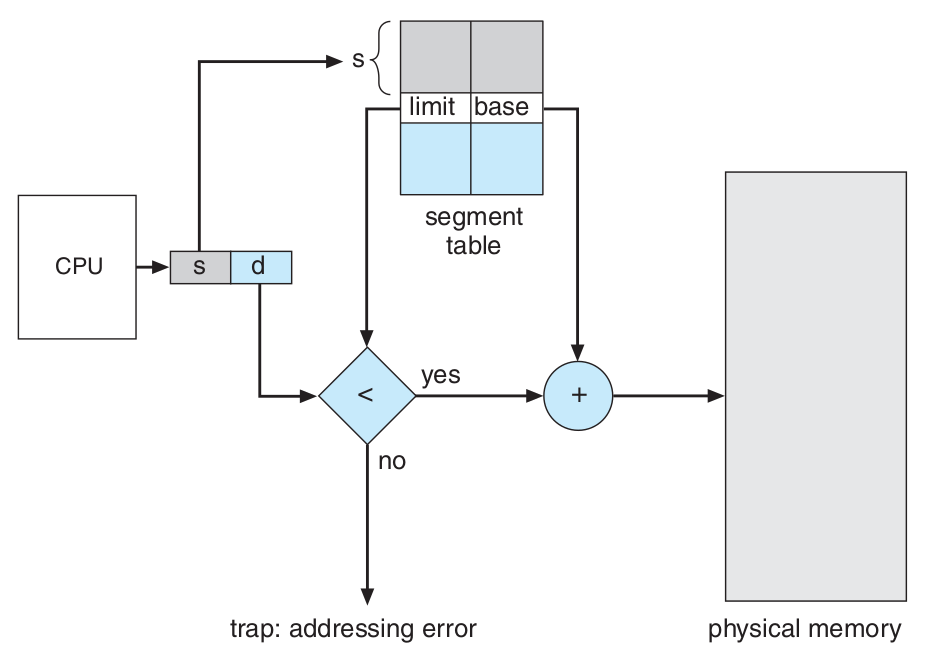 s
limit base
segment
table
CPU
s d
<
yes
+
no
trap: addressing error
physical memory